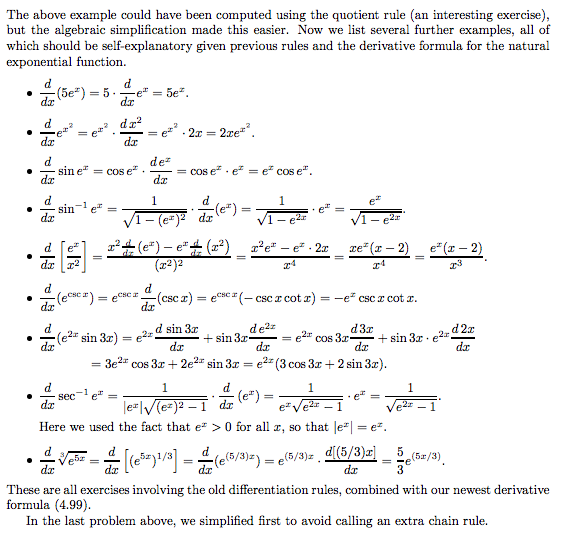 The above example could have been computed using the quotient rule (an interesting exercise),
but the algebraic simplification made this easier. Now we list several further examples, all of
which should be self-explanatory given previous rules and the derivative formula for the natural
exponential function.
• \frac{d}{dx}(5e^x) = 5 \cdot \frac{d}{dx}e^x = 5e^x.
• \frac{d}{dx}e^{x^2} = e^{x^2} \cdot \frac{d\,x^2}{dx} = e^{x^2} \cdot 2x = 2xe^{x^2}.
• \frac{d}{dx}\sin e^x = \cos e^x \cdot \frac{d\,e^x}{dx} = \cos e^x \cdot e^x = e^x \cos e^x.
• \frac{d}{dx}\sin^{-1} e^x = \frac{1}{\sqrt{1-(e^x)^2}} \cdot \frac{d}{dx}(e^x) = \frac{1}{\sqrt{1-e^{2x}}} \cdot e^x = \frac{e^x}{\sqrt{1-e^{2x}}}.
• \frac{d}{dx}\left[\frac{e^x}{x^2}\right] = \frac{x^2\frac{d}{dx}(e^x) - e^x\frac{d}{dx}(x^2)}{(x^2)^2} = \frac{x^2e^x - e^x \cdot 2x}{x^4} = \frac{xe^x(x-2)}{x^4} = \frac{e^x(x-2)}{x^3}.
• \frac{d}{dx}(e^{\csc x}) = e^{\csc x}\frac{d}{dx}(\csc x) = e^{\csc x}(-\csc x \cot x) = -e^x \csc x \cot x.
• \frac{d}{dx}(e^{2x}\sin 3x) = e^{2x}\frac{d\sin 3x}{dx} + \sin 3x\frac{d\,e^{2x}}{dx} = e^{2x}\cos 3x\frac{d\,3x}{dx} + \sin 3x \cdot e^{2x}\frac{d\,2x}{dx}
= 3e^{2x}\cos 3x + 2e^{2x}\sin 3x = e^{2x}(3\cos 3x + 2\sin 3x).
• \frac{d}{dx}\sec^{-1} e^x = \frac{1}{|e^x|\sqrt{(e^x)^2-1}} \cdot \frac{d}{dx}(e^x) = \frac{1}{e^x\sqrt{e^{2x}-1}} \cdot e^x = \frac{1}{\sqrt{e^{2x}-1}}.
Here we used the fact that e^x > 0 for all x, so that |e^x| = e^x.
• \frac{d}{dx}\sqrt[3]{e^{5x}} = \frac{d}{dx}\left[(e^{5x})^{1/3}\right] = \frac{d}{dx}(e^{(5/3)x}) = e^{(5/3)x} \cdot \frac{d[(5/3)x]}{dx} = \frac{5}{3}e^{(5x/3)}.
These are all exercises involving the old differentiation rules, combined with our newest derivative
formula (4.99).
In the last problem above, we simplified first to avoid calling an extra chain rule.